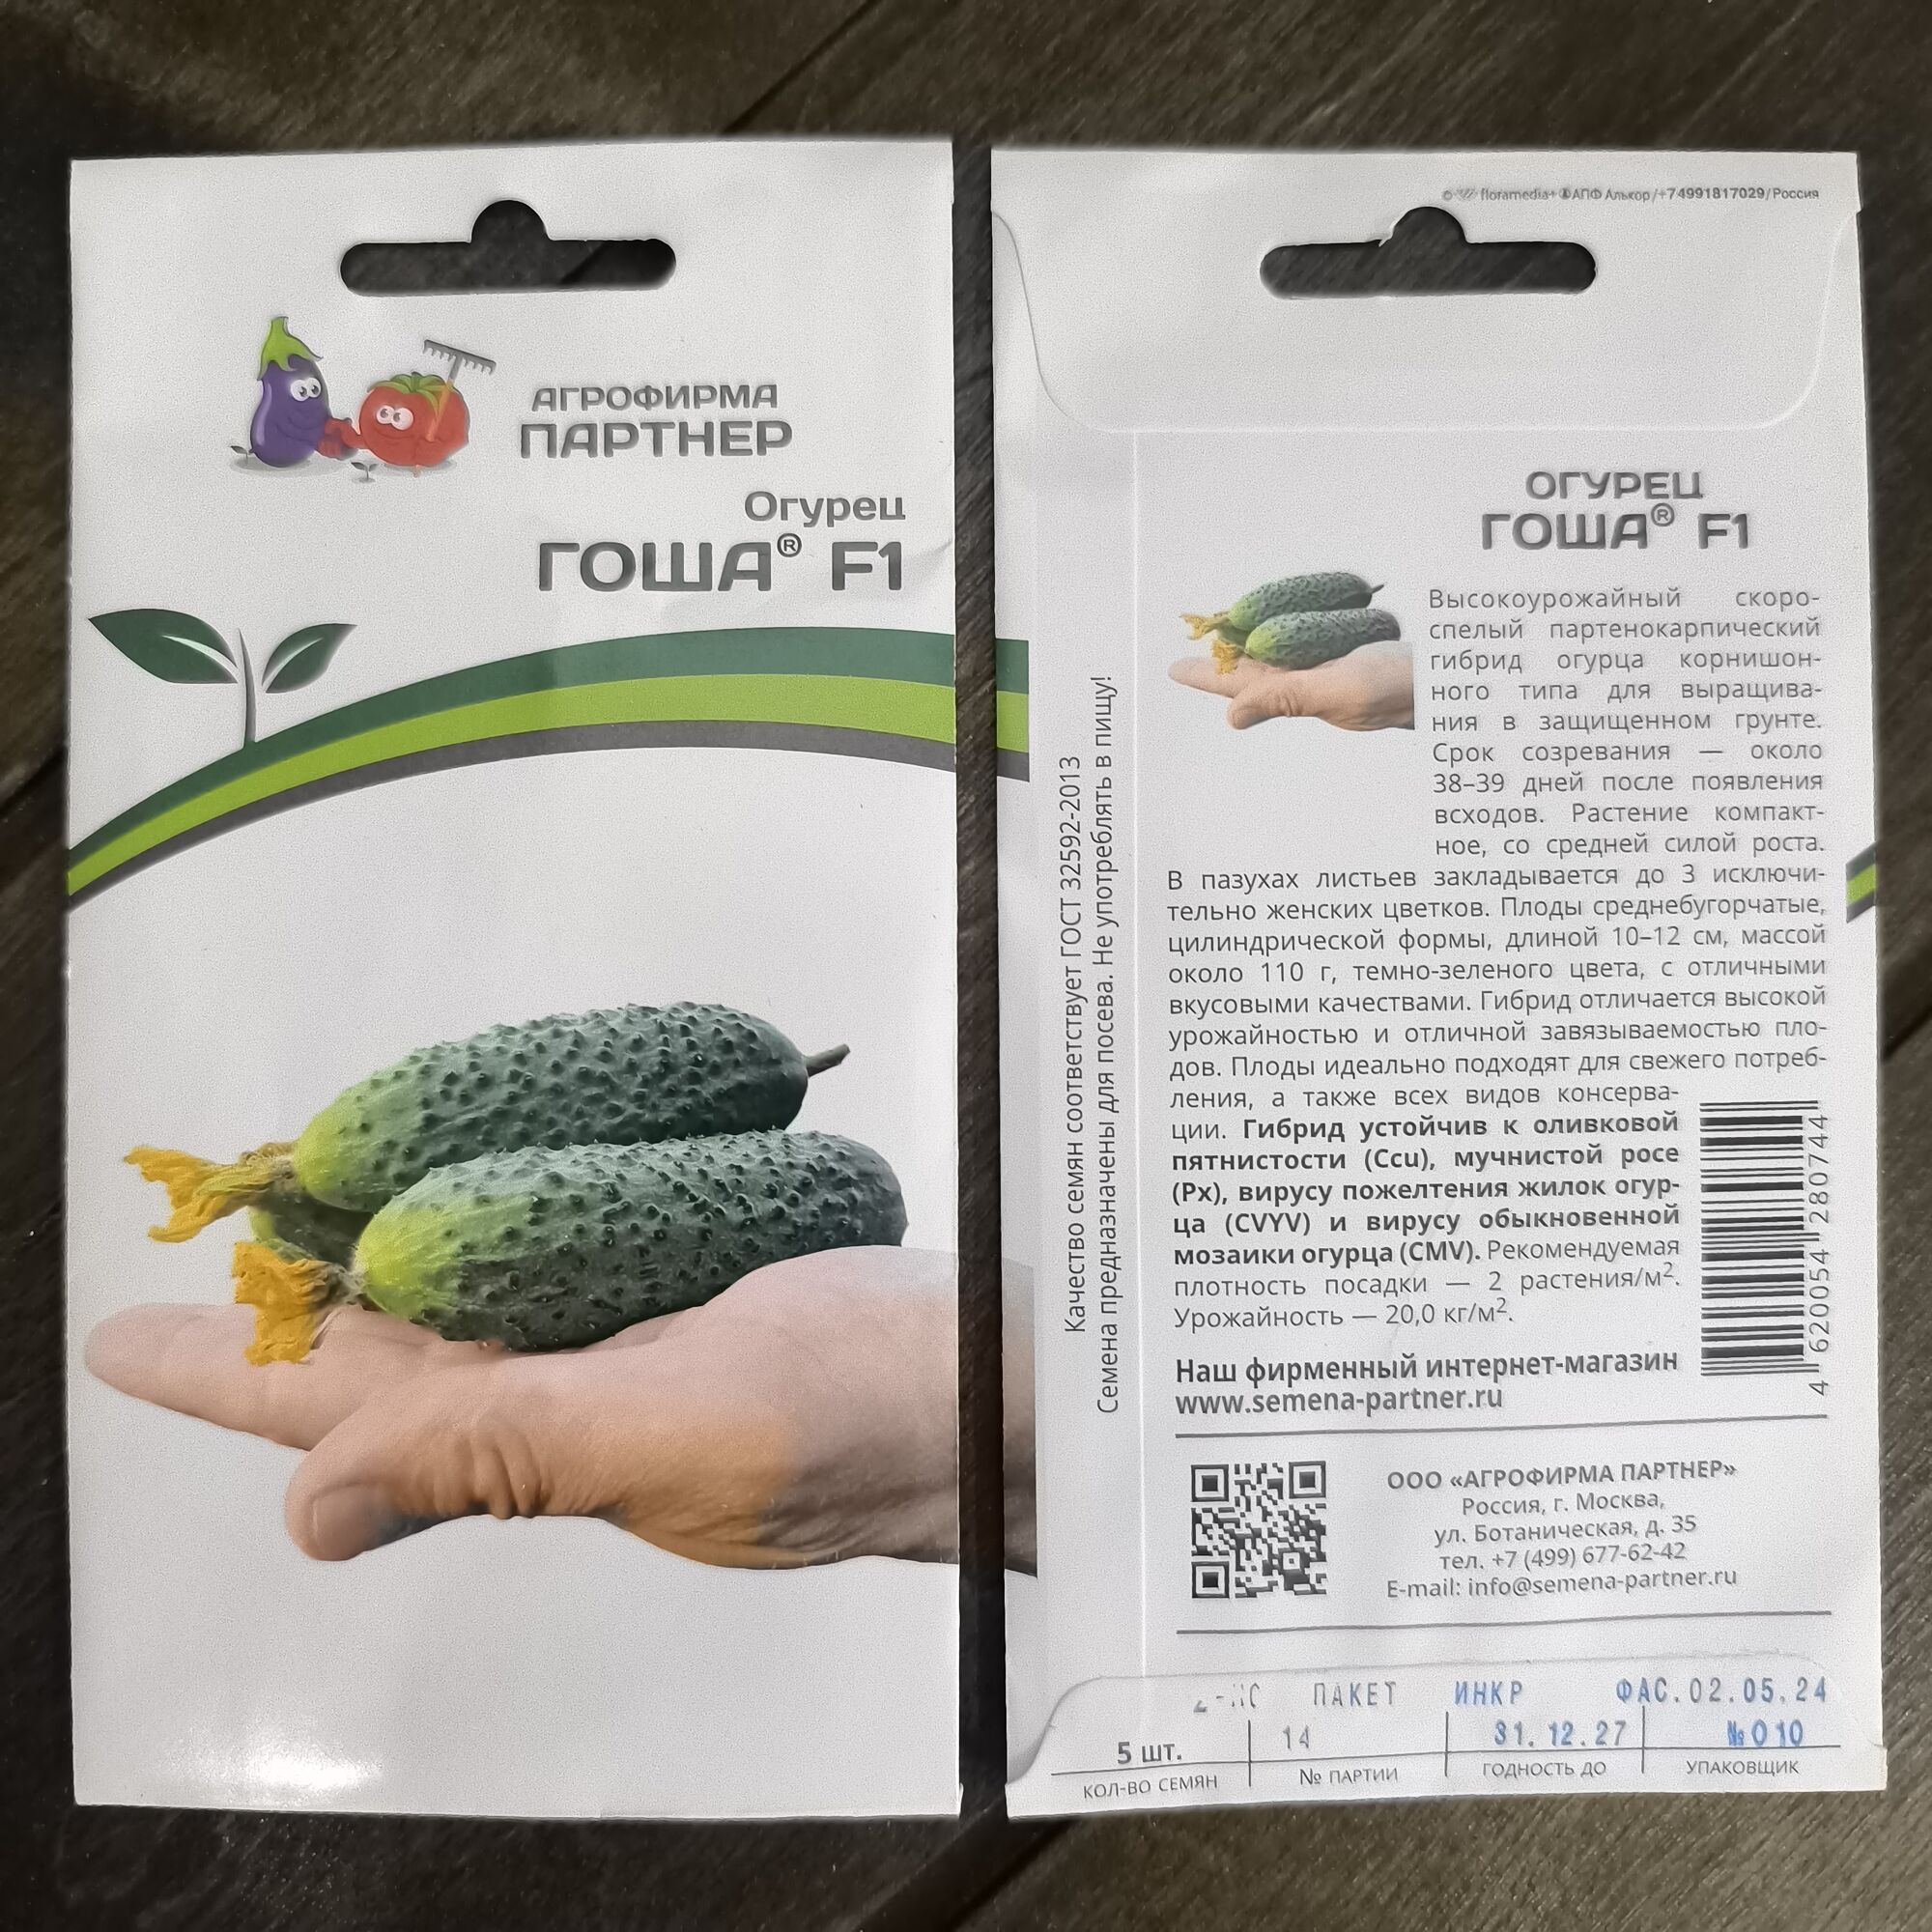 АГРОФИРМА
ПАРТНЕР
Огурец
ГОША® F1
floramedia+ АПФ Алькор/+74991817029/Россия
ОГУРЕЦ
ГОША® F1
Высокоурожайный скоро-
спелый партенокарпический
гибрид огурца корнишон-
ного типа для выращива-
ния в защищенном грунте.
Срок созревания — около
38–39 дней после появления
всходов. Растение компакт-
ное, со средней силой роста.
В пазухах листьев закладывается до 3 исключи-
тельно женских цветков. Плоды среднебугорчатые,
цилиндрической формы, длиной 10–12 см, массой
около 110 г, темно-зеленого цвета, с отличными
вкусовыми качествами. Гибрид отличается высокой
урожайностью и отличной завязываемостью пло-
дов. Плоды идеально подходят для свежего потреб-
ления, а также всех видов консерва-
ции. Гибрид устойчив к оливковой
пятнистости (Ccu), мучнистой росе
(Px), вирусу пожелтения жилок огур-
ца (CVYV) и вирусу обыкновенной
мозаики огурца (CMV). Рекомендуемая
плотность посадки — 2 растения/м².
Урожайность — 20,0 кг/м².
4 620054 280744
Наш фирменный интернет-магазин
www.semena-partner.ru
Качество семян соответствует ГОСТ 32592-2013
Семена предназначены для посева. Не употреблять в пищу!
ООО «АГРОФИРМА ПАРТНЕР»
Россия, г. Москва,
ул. Ботаническая, д. 35
тел. +7 (499) 677-62-42
E-mail: info@semena-partner.ru
ПАКЕТ ИНКР ФАС.02.05.24
5 шт. 14 31.12.27 №010
КОЛ-ВО СЕМЯН № ПАРТИИ ГОДНОСТЬ ДО УПАКОВЩИК